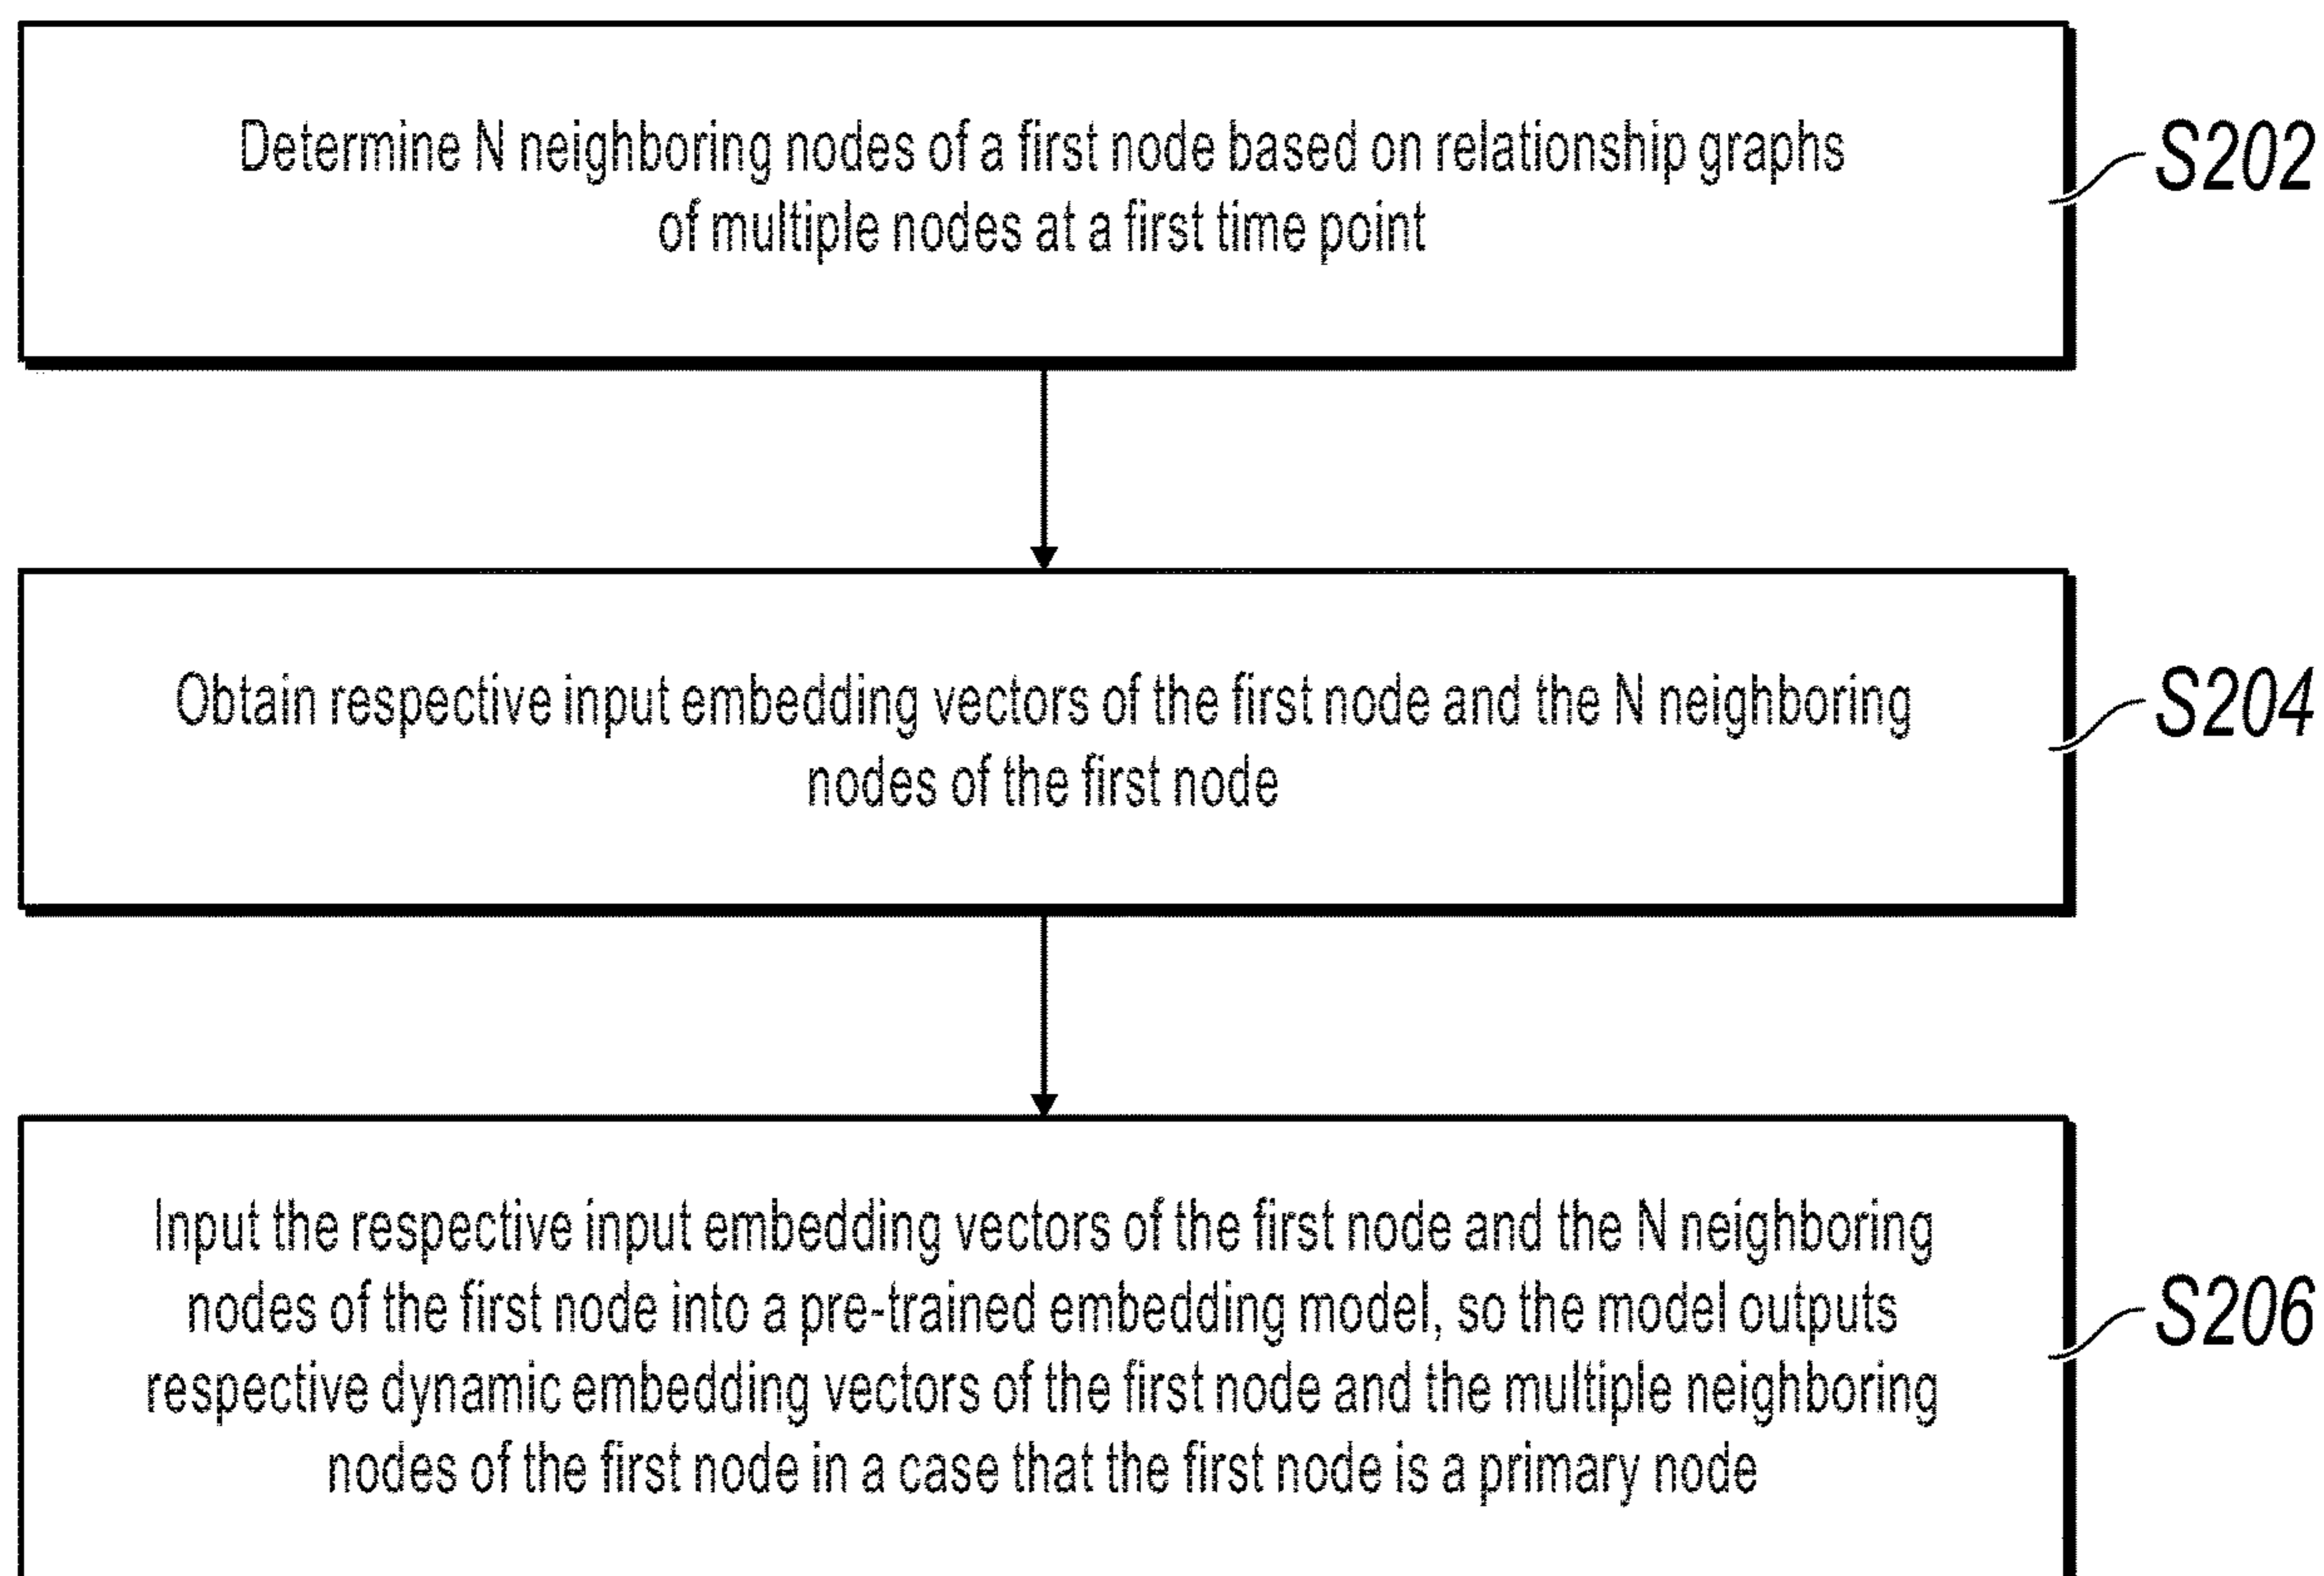 Determine N neighboring nodes of a first node based on relationship graphs
of multiple nodes at a first time point
S202
Obtain respective input embedding vectors of the first node and the N neighboring
nodes of the first node
S204
Input the respective input embedding vectors of the first node and the N neighboring
nodes of the first node into a pre-trained embedding model, so the model outputs
respective dynamic embedding vectors of the first node and the multiple neighboring
nodes of the first node in a case that the first node is a primary node
S206